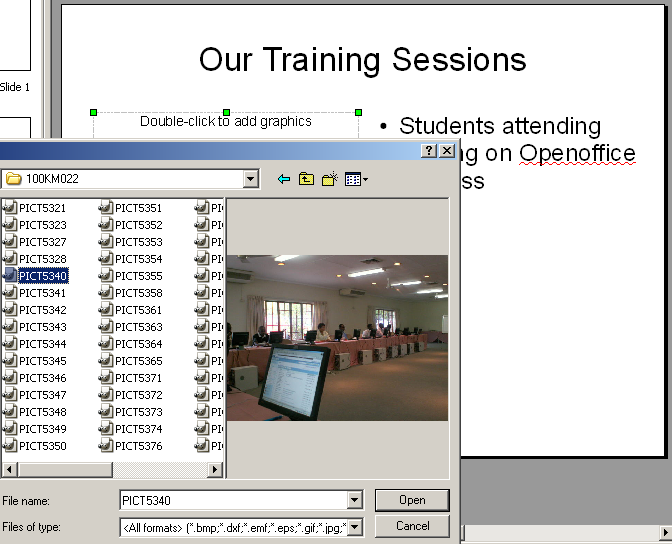 Our Training Sessions
Slide 1
Double-click to add graphics
• Students attending
ng on Openoffice
ss
100KM022
PICT5321 PICT5351
PICT5323 PICT5352
PICT5327 PICT5353
PICT5328 PICT5354
PICT5340 PICT5355
PICT5341 PICT5358
PICT5342 PICT5361
PICT5343 PICT5363
PICT5344 PICT5364
PICT5345 PICT5365
PICT5346 PICT5371
PICT5347 PICT5372
PICT5348 PICT5373
PICT5349 PICT5374
PICT5350 PICT5376
File name: PICT5340 Open
Files of type: <All formats> (*.bmp;*.dxf;*.emf;*.eps;*.gif;*.jpg;* Cancel